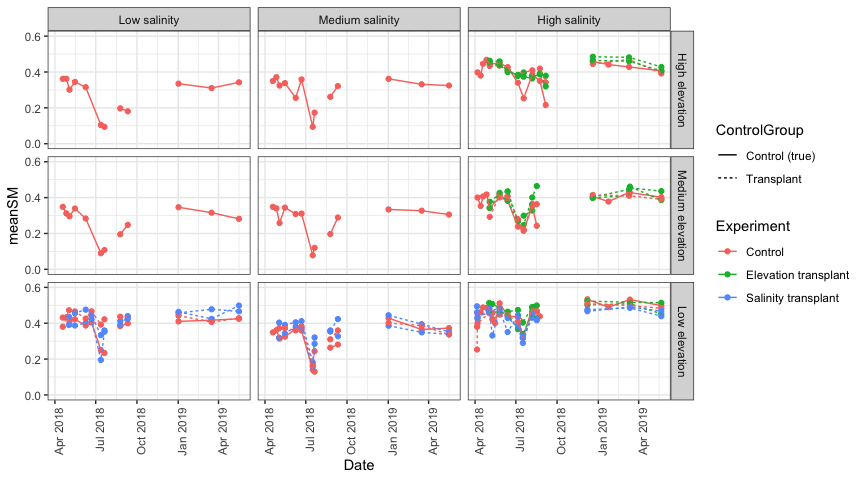 Low salinity
Medium salinity
High salinity
0.6
0.4
0.2
0.0
High elevation
0.6
0.4
0.2
0.0
Medium elevation
0.6
0.4
0.2
0.0
Low elevation
meanSM
Apr 2018
Jul 2018
Oct 2018
Jan 2019
Apr 2019
Apr 2018
Jul 2018
Oct 2018
Jan 2019
Apr 2019
Apr 2018
Jul 2018
Oct 2018
Jan 2019
Apr 2019
Date
ControlGroup
Control (true)
Transplant
Experiment
Control
Elevation transplant
Salinity transplant